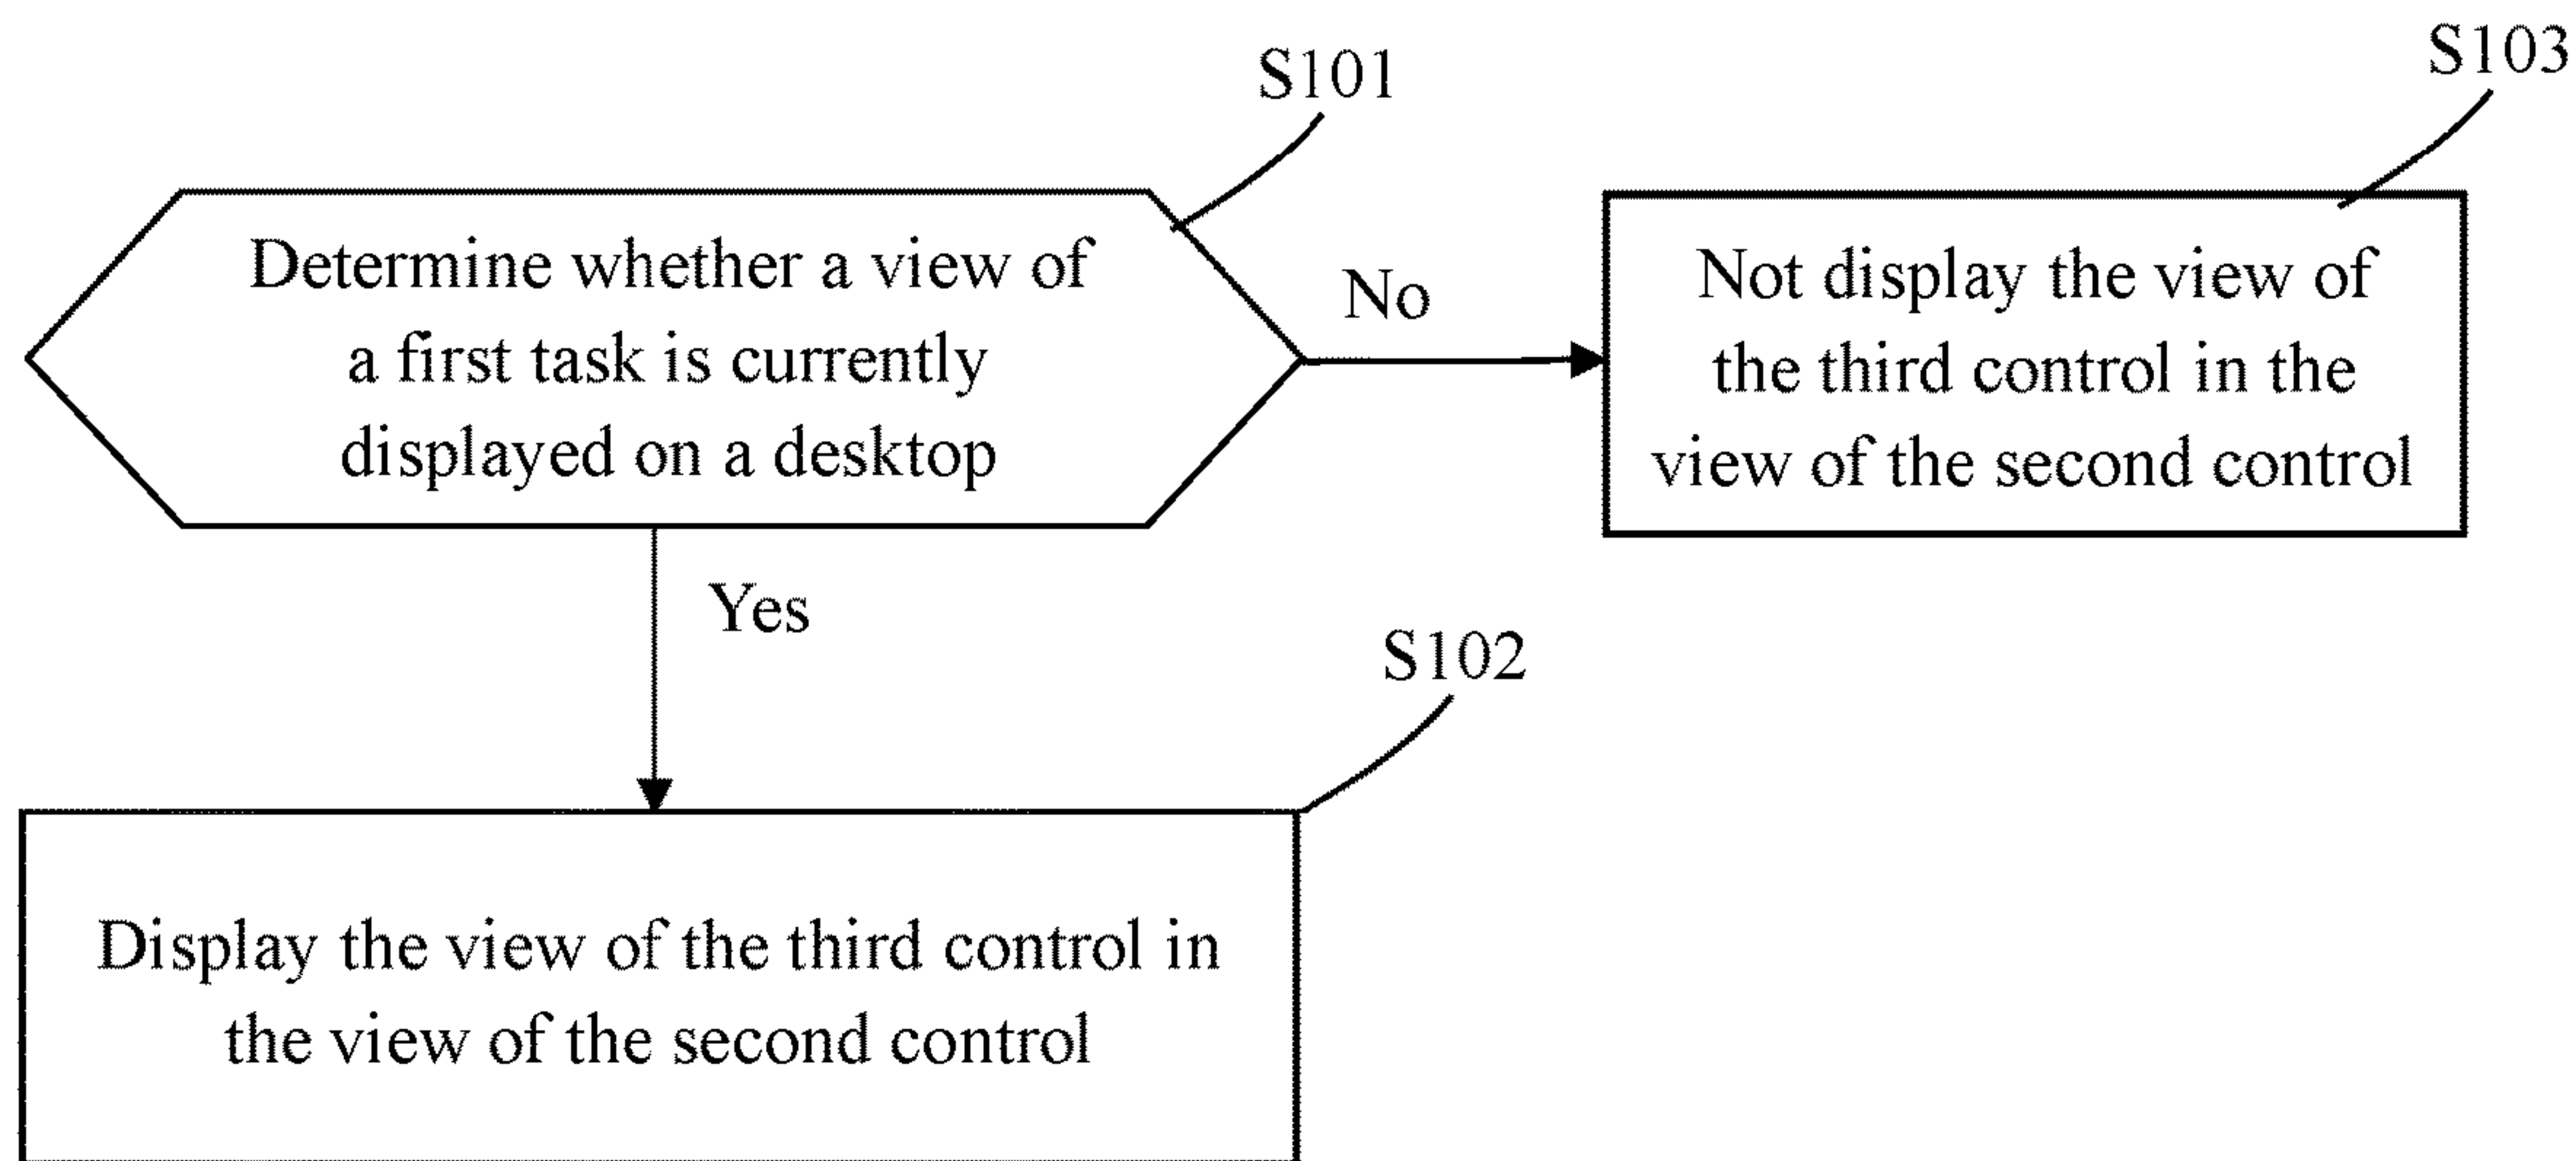 S101
Determine whether a view of
a first task is currently
displayed on a desktop
No
S103
Not display the view of
the third control in the
view of the second control
Yes
S102
Display the view of the third control in
the view of the second control